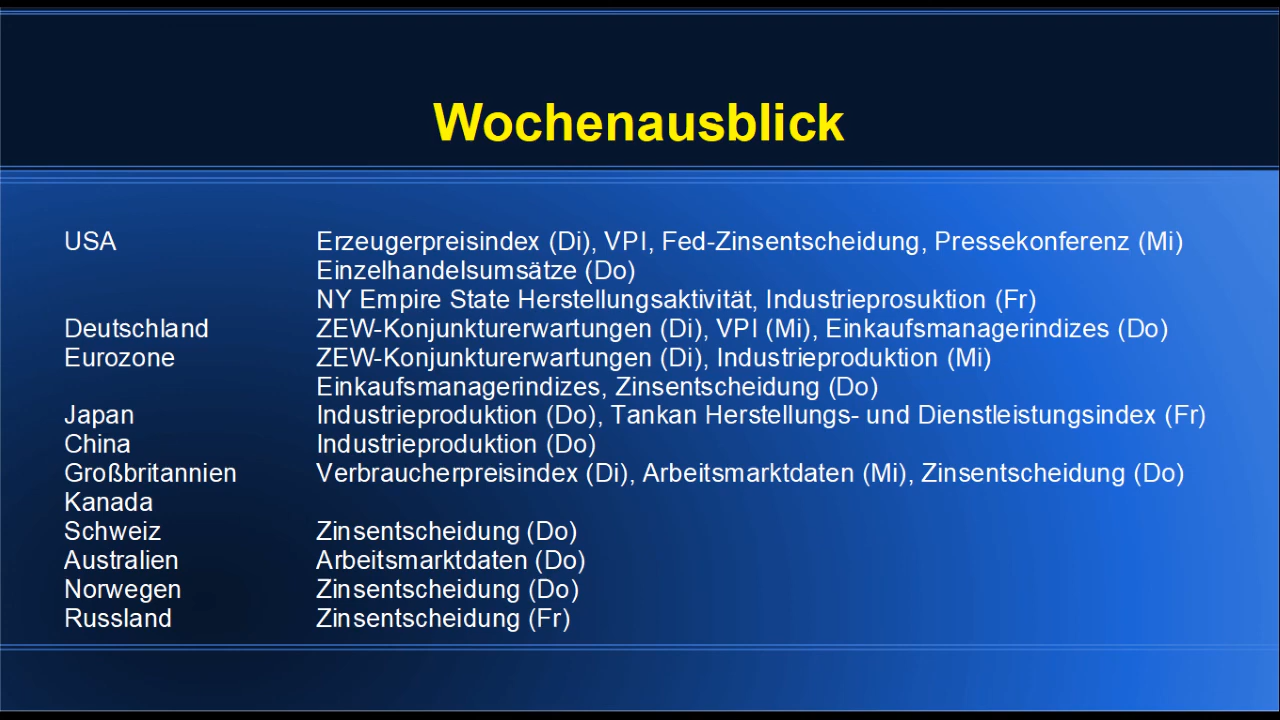 Wochenausblick
USA Erzeugerpreisindex (Di), VPI, Fed-Zinsentscheidung, Pressekonferenz (Mi)
Einzelhandelsumsätze (Do)
NY Empire State Herstellungsaktivität, Industrieprosuktion (Fr)
Deutschland ZEW-Konjunkturerwartungen (Di), VPI (Mi), Einkaufsmanagerindizes (Do)
Eurozone ZEW-Konjunkturerwartungen (Di), Industrieproduktion (Mi)
Einkaufsmanagerindizes, Zinsentscheidung (Do)
Japan Industrieproduktion (Do), Tankan Herstellungs- und Dienstleistungsindex (Fr)
China Industrieproduktion (Do)
Großbritannien Verbraucherpreisindex (Di), Arbeitsmarktdaten (Mi), Zinsentscheidung (Do)
Kanada
Schweiz Zinsentscheidung (Do)
Australien Arbeitsmarktdaten (Do)
Norwegen Zinsentscheidung (Do)
Russland Zinsentscheidung (Fr)